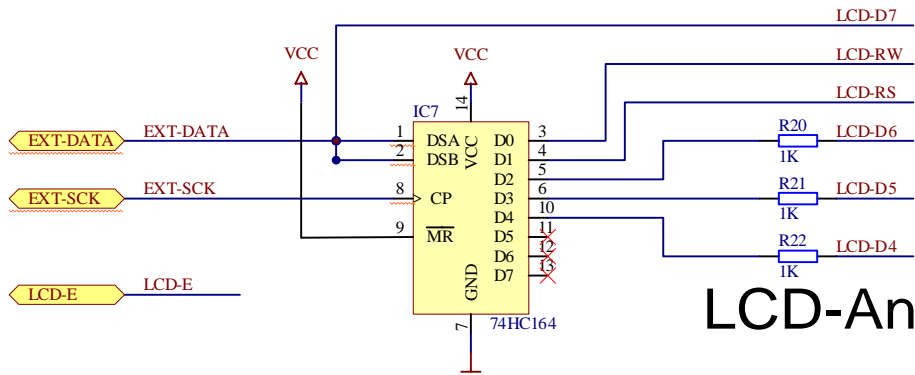 LCD-D7
VCC
VCC
LCD-RW
LCD-RS
14
IC7
EXT-DATA
EXT-DATA
1
DSA
VCC
D0
3
R20
LCD-D6
2
DSB
D1
4
1K
D2
5
EXT-SCK
EXT-SCK
8
CP
D3
6
R21
LCD-D5
1K
D4
10
9
MR
D5
11
R22
LCD-D4
D6
12
1K
D7
13
LCD-E
LCD-E
GND
7
74HC164
LCD-An